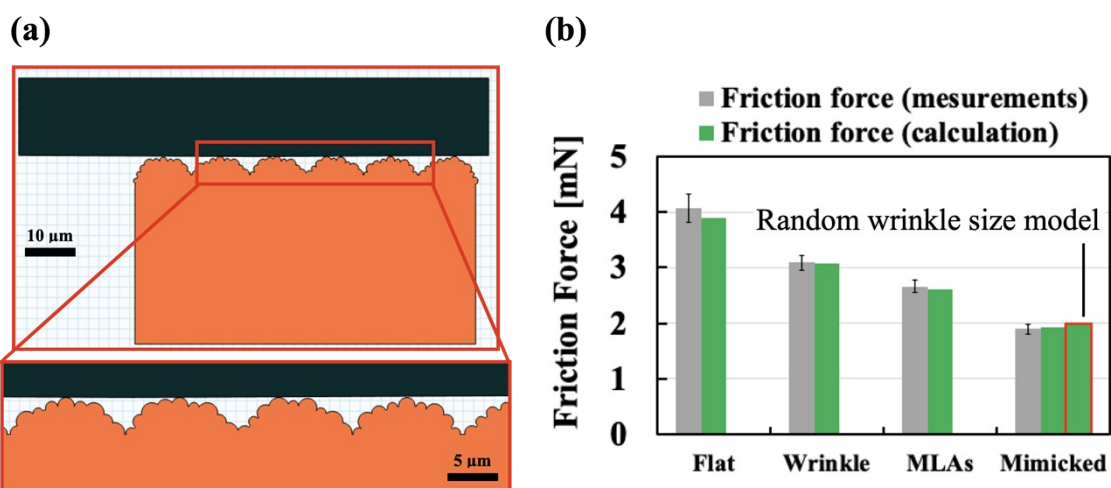 (a)
10 µm
5 µm
(b)
Friction force (mesurements)
Friction force (calculation)
Friction Force [mN]
5
4
3
2
1
0
Random wrinkle size model
Flat Wrinkle MLAs Mimicked